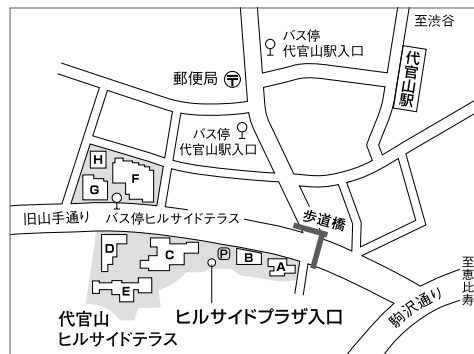 至渋谷
バス停
代官山駅入口
代官山駅
郵便局
〒
バス停
代官山駅入口
H
F
G
旧山手通り
バス停ヒルサイドテラス
歩道橋
D
C
P
B
A
E
至恵比寿
駒沢通り
代官山
ヒルサイドテラス
ヒルサイドプラザ入口